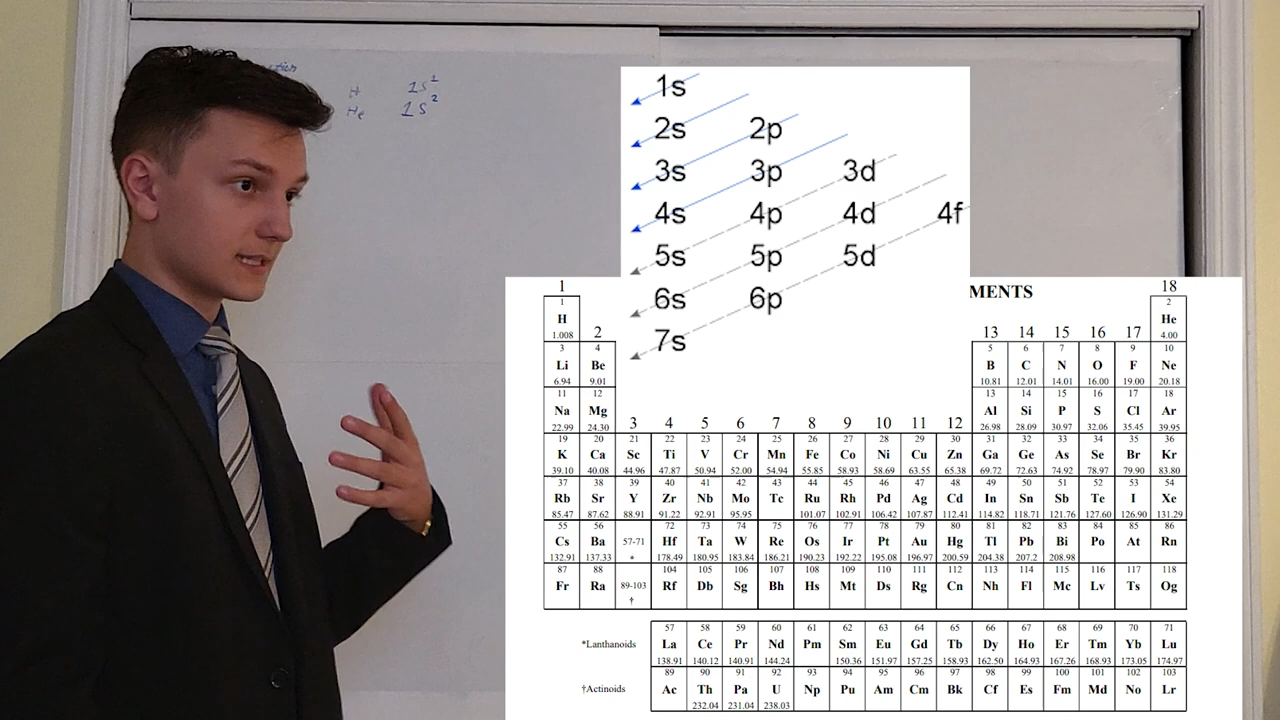 H 1s¹
He 1s²
1s
2s 2p
3s 3p 3d
4s 4p 4d 4f
5s 5p 5d
6s 6p
7s
MENTS
1 18
1 2
H He
1.008 2 13 14 15 16 17 4.00
3 4 5 6 7 8 9 10
Li Be B C N O F Ne
6.94 9.01 10.81 12.01 14.01 16.00 19.00 20.18
11 12 13 14 15 16 17 18
Na Mg Al Si P S Cl Ar
22.99 24.30 3 4 5 6 7 8 9 10 11 12 26.98 28.09 30.97 32.06 35.45 39.95
19 20 21 22 23 24 25 26 27 28 29 30 31 32 33 34 35 36
K Ca Sc Ti V Cr Mn Fe Co Ni Cu Zn Ga Ge As Se Br Kr
39.10 40.08 44.96 47.87 50.94 52.00 54.94 55.85 58.93 58.69 63.55 65.38 69.72 72.63 74.92 78.97 79.90 83.80
37 38 39 40 41 42 43 44 45 46 47 48 49 50 51 52 53 54
Rb Sr Y Zr Nb Mo Tc Ru Rh Pd Ag Cd In Sn Sb Te I Xe
85.47 87.62 88.91 91.22 92.91 95.95 101.07 102.91 106.42 107.87 112.41 114.82 118.71 121.76 127.60 126.90 131.29
55 56 72 73 74 75 76 77 78 79 80 81 82 83 84 85 86
Cs Ba 57-71 Hf Ta W Re Os Ir Pt Au Hg Tl Pb Bi Po At Rn
132.91 137.33 * 178.49 180.95 183.84 186.21 190.23 192.22 195.08 196.97 200.59 204.38 207.2 208.98
87 88 104 105 106 107 108 109 110 111 112 113 114 115 116 117 118
Fr Ra 89-103 Rf Db Sg Bh Hs Mt Ds Rg Cn Nh Fl Mc Lv Ts Og
†
57 58 59 60 61 62 63 64 65 66 67 68 69 70 71
*Lanthanoids La Ce Pr Nd Pm Sm Eu Gd Tb Dy Ho Er Tm Yb Lu
138.91 140.12 140.91 144.24 150.36 151.97 157.25 158.93 162.50 164.93 167.26 168.93 173.05 174.97
89 90 91 92 93 94 95 96 97 98 99 100 101 102 103
†Actinoids Ac Th Pa U Np Pu Am Cm Bk Cf Es Fm Md No Lr
232.04 231.04 238.03